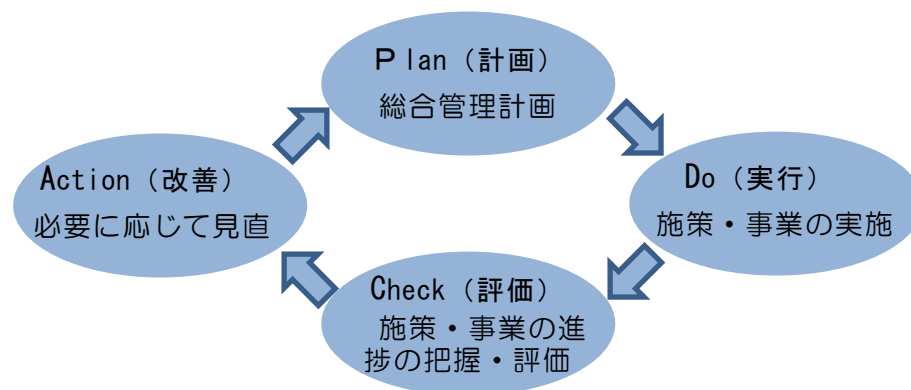 Ｐlan（計画）
総合管理計画
Action（改善）
必要に応じて見直
Do（実行）
施策・事業の実施
Check（評価）
施策・事業の進
捗の把握・評価